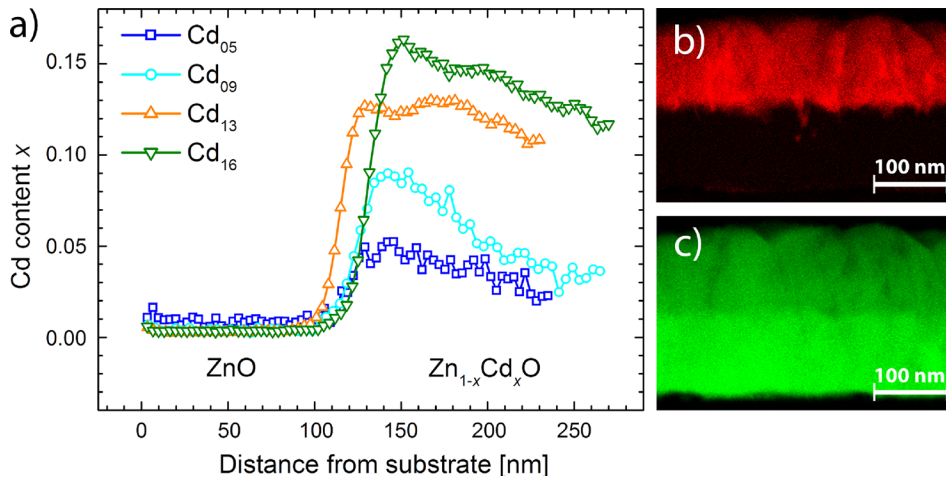 a)
Cd05
Cd09
Cd13
Cd16
0.15
0.10
0.05
0.00
Cd content x
ZnO
Zn1-xCdxO
0 50 100 150 200 250
Distance from substrate [nm]
b)
100 nm
c)
100 nm